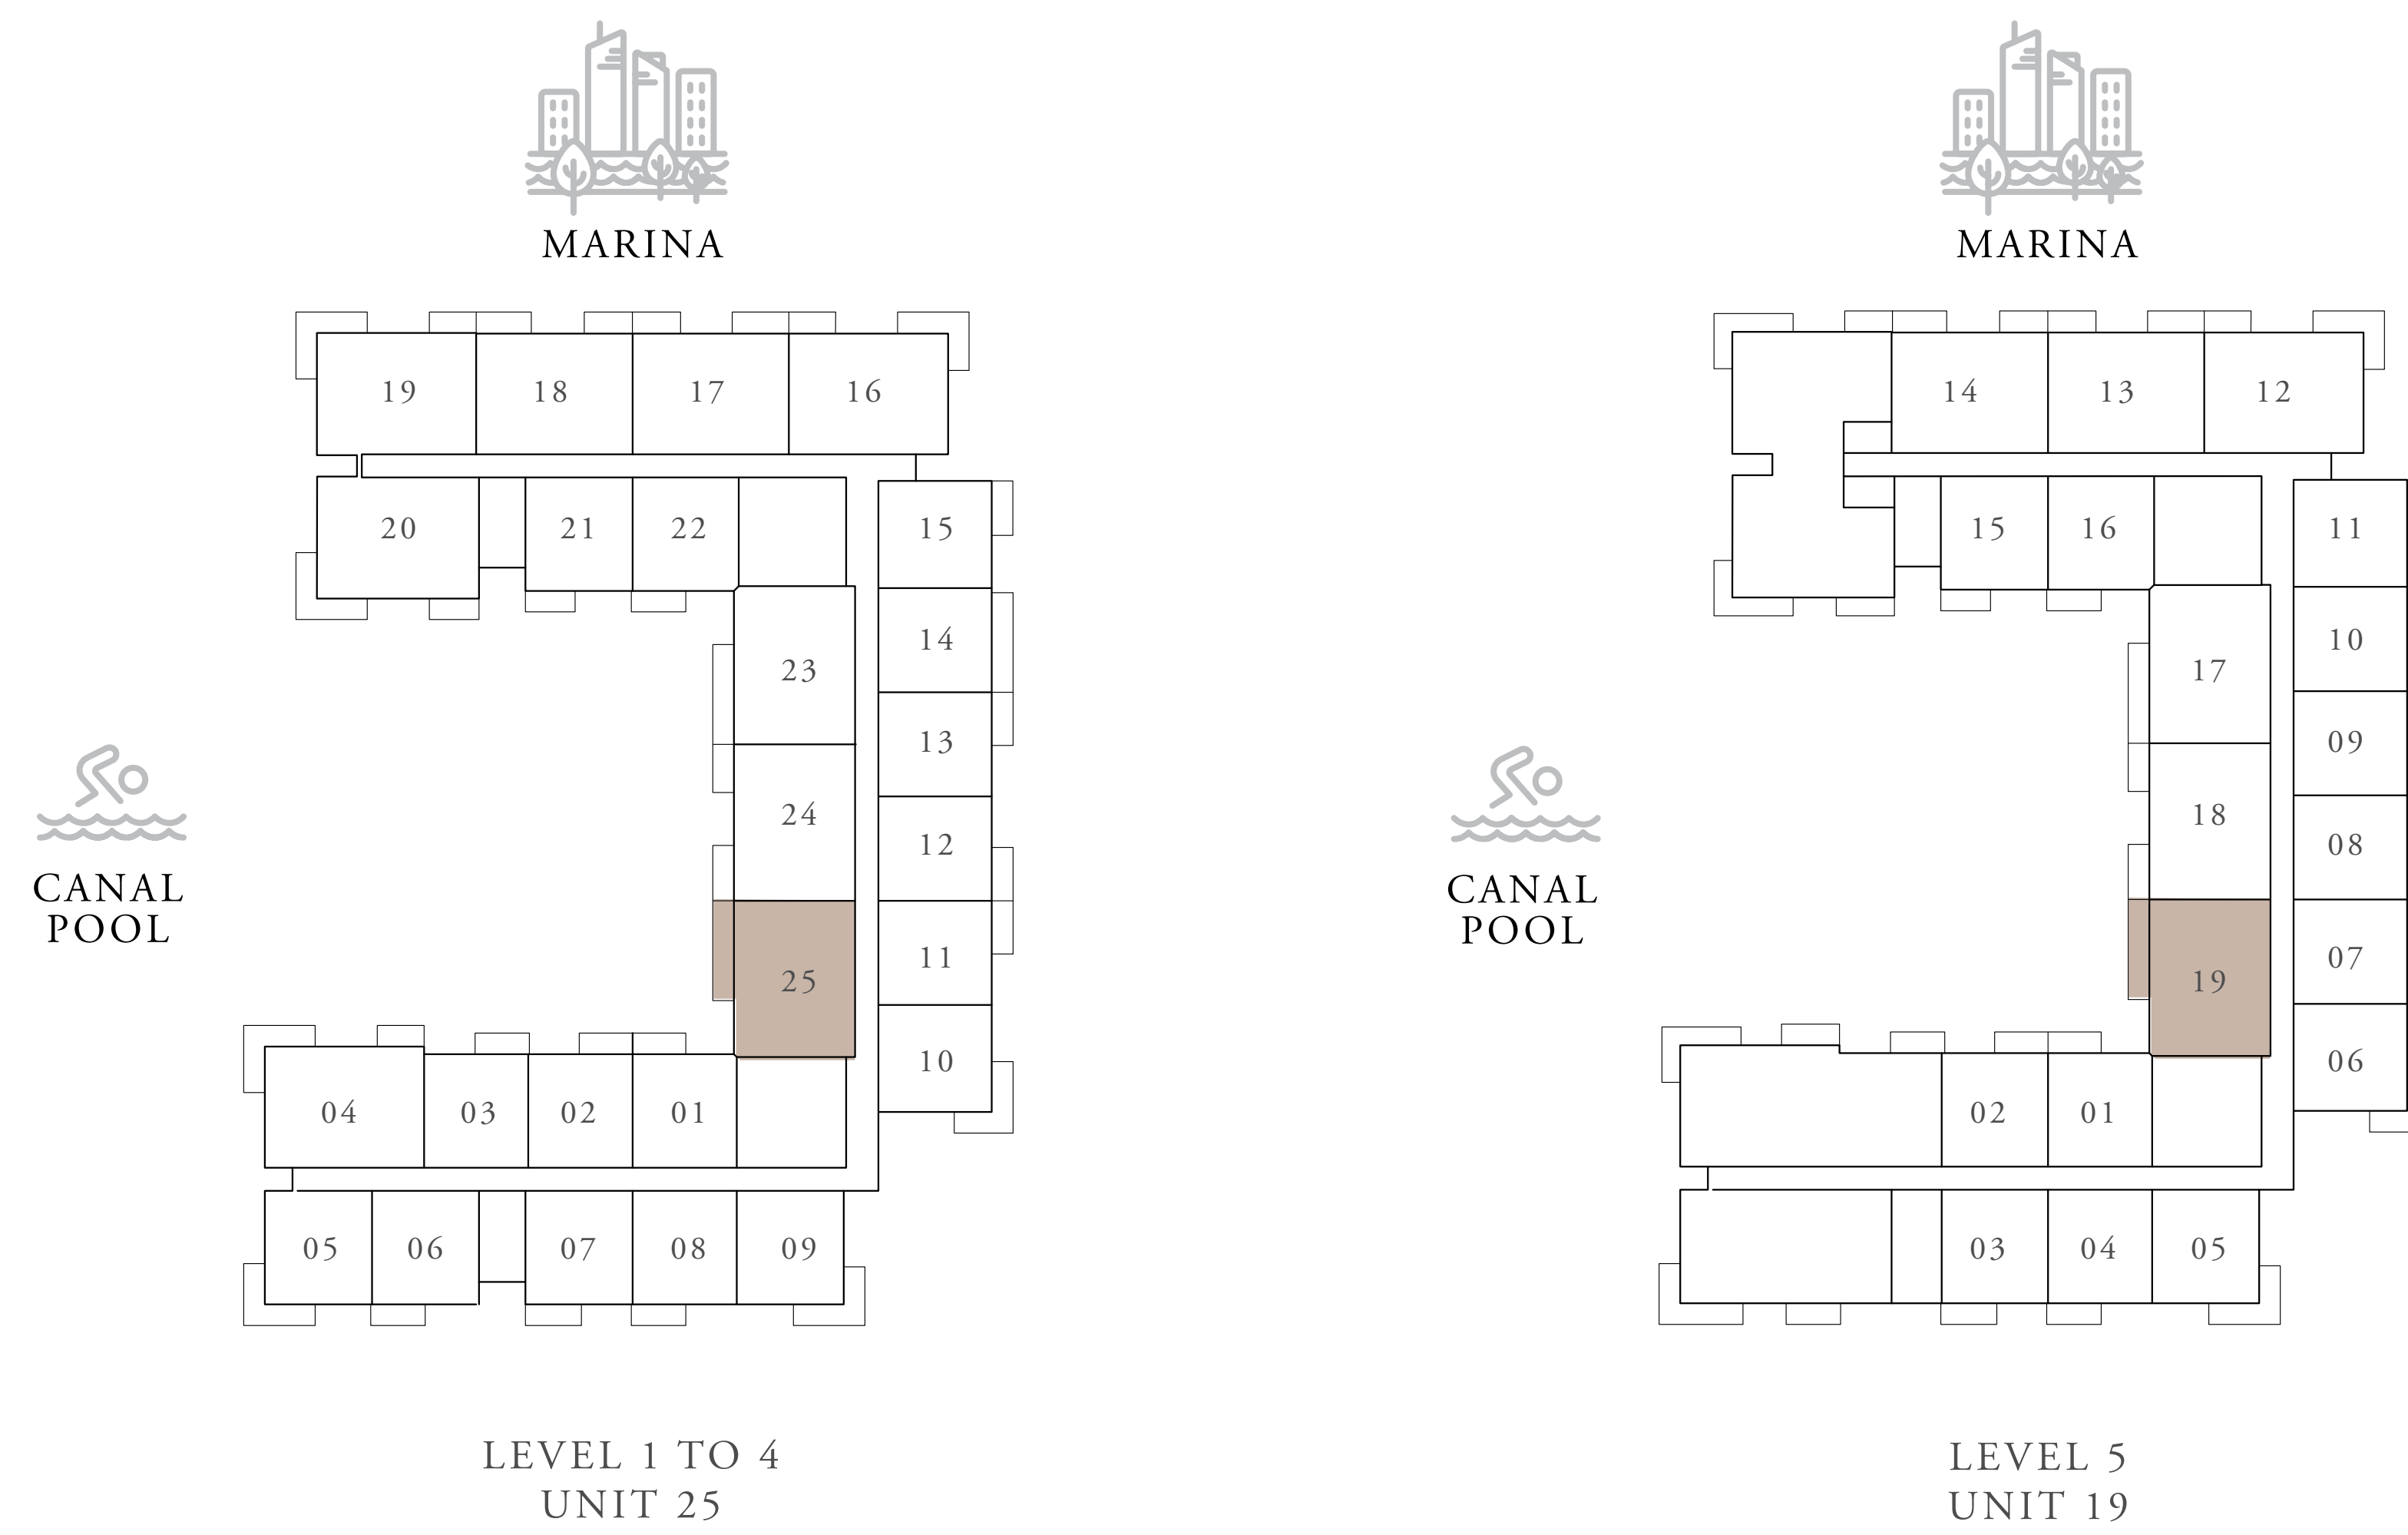 MARINA
19 18 17 16
20 21 22
15
14
23
13
24
12
11
25
10
CANAL
POOL
04 03 02 01
05 06 07 08 09
LEVEL 1 TO 4
UNIT 25
MARINA
14 13 12
15 16
11
10
17
09
18
08
07
19
06
CANAL
POOL
02 01
03 04 05
LEVEL 5
UNIT 19